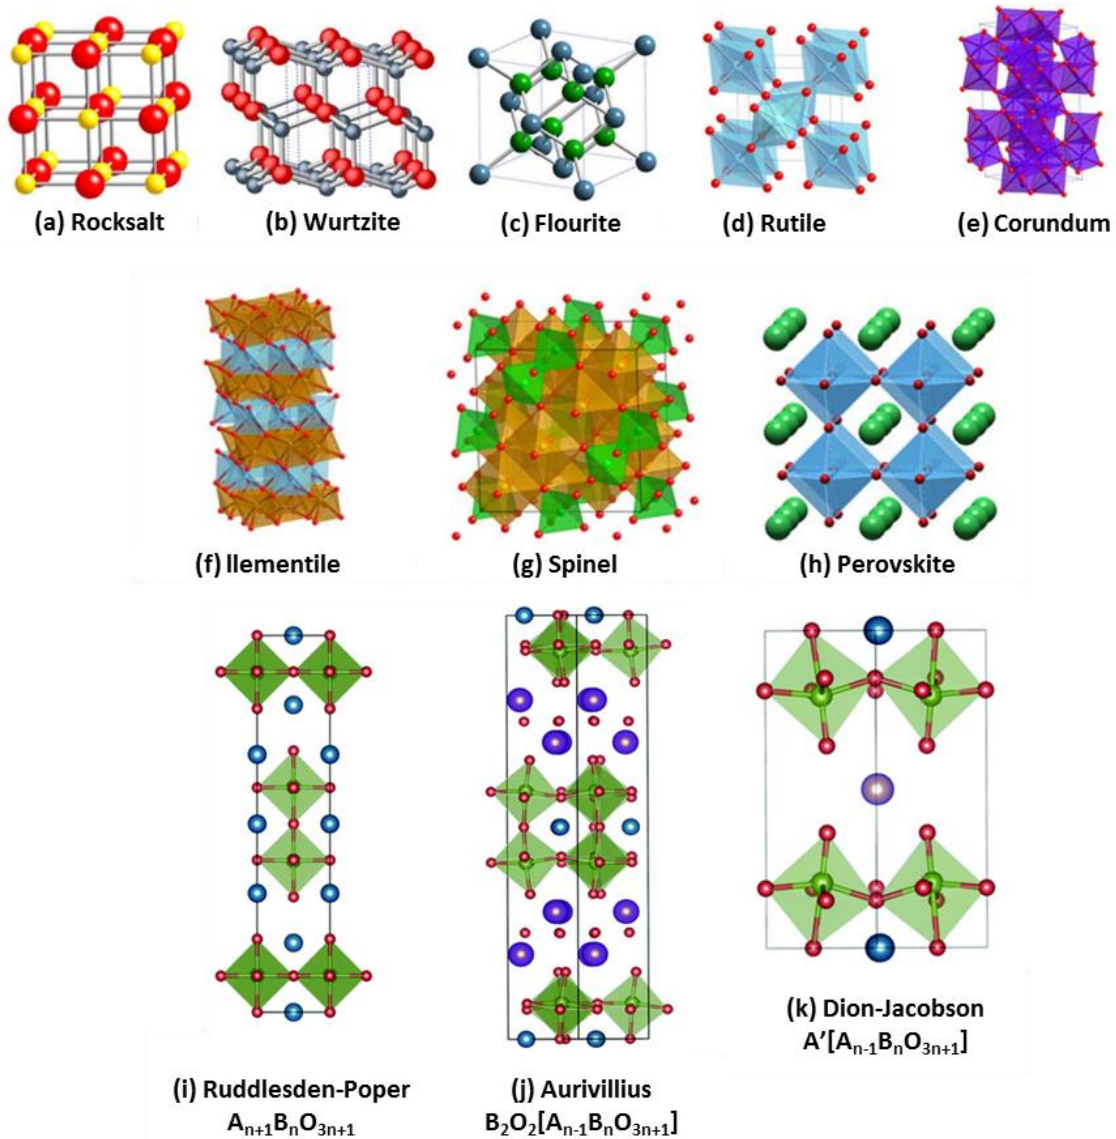 (a) Rocksalt
(b) Wurtzite
(c) Flourite
(d) Rutile
(e) Corundum
(f) llementile
(g) Spinel
(h) Perovskite
(i) Ruddlesden-Poper
Aₙ₊₁BₙO₃ₙ₊₁
(j) Aurivillius
B₂O₂[Aₙ₋₁BₙO₃ₙ₊₁]
(k) Dion-Jacobson
A’[Aₙ₋₁BₙO₃ₙ₊₁]